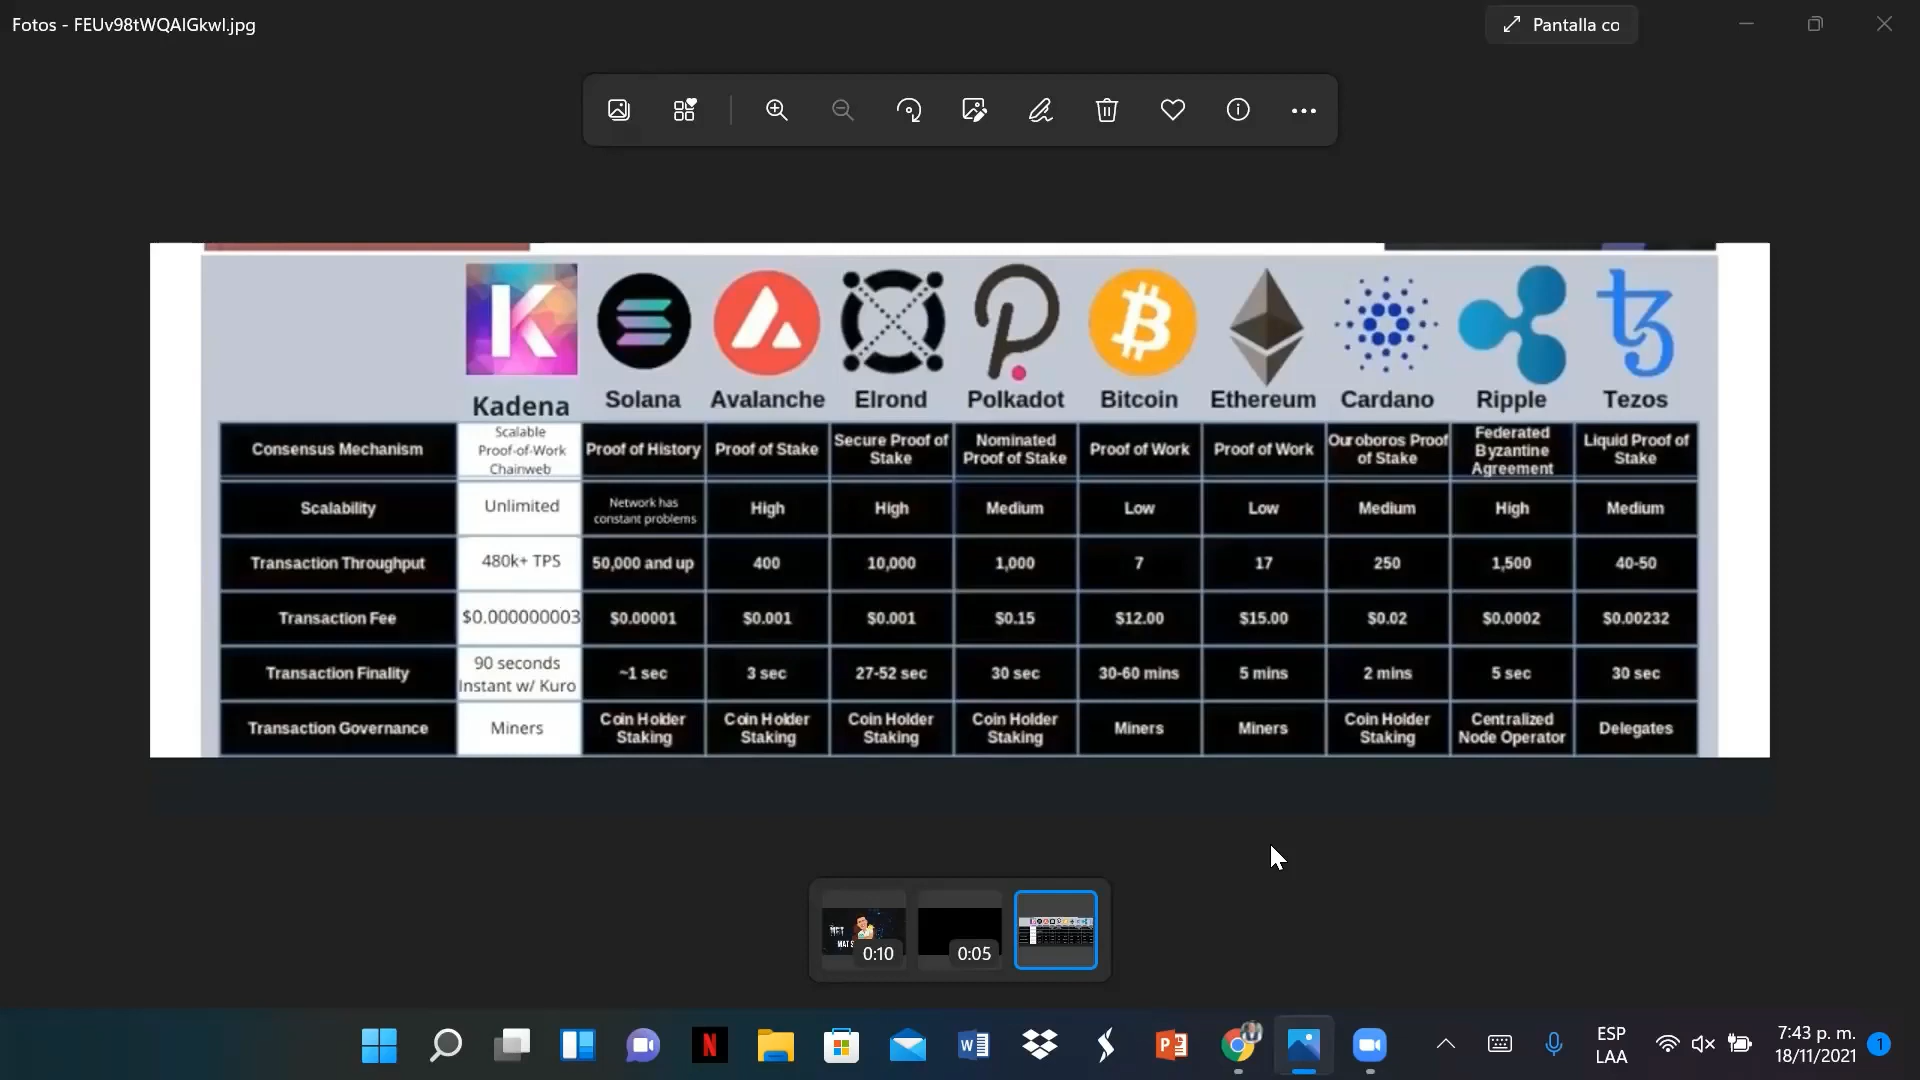 Fotos - FEUv98tWQAIGkwI.jpg
Pantalla co
Kadena
Solana
Avalanche
Elrond
Polkadot
Bitcoin
Ethereum
Cardano
Ripple
Tezos
Consensus Mechanism
Scalable
Proof-of-Work
Chainweb
Proof of History
Proof of Stake
Secure Proof of
Stake
Nominated
Proof of Stake
Proof of Work
Proof of Work
Ouroboros Proof
of Stake
Federated
Byzantine
Agreement
Liquid Proof of
Stake
Scalability
Unlimited
Network has
constant problems
High
High
Medium
Low
Low
Medium
High
Medium
Transaction Throughput
480k+ TPS
50,000 and up
400
10,000
1,000
7
17
250
1,500
40-50
Transaction Fee
$0.000000003
$0.00001
$0.001
$0.001
$0.15
$12.00
$15.00
$0.02
$0.0002
$0.00232
Transaction Finality
90 seconds
Instant w/ Kuro
~1 sec
3 sec
27-52 sec
30 sec
30-60 mins
5 mins
2 mins
5 sec
30 sec
Transaction Governance
Miners
Coin Holder
Staking
Coin Holder
Staking
Coin Holder
Staking
Coin Holder
Staking
Miners
Miners
Coin Holder
Staking
Centralized
Node Operator
Delegates
0:10
0:05
ESP
LAA
7:43 p. m.
18/11/2021
1